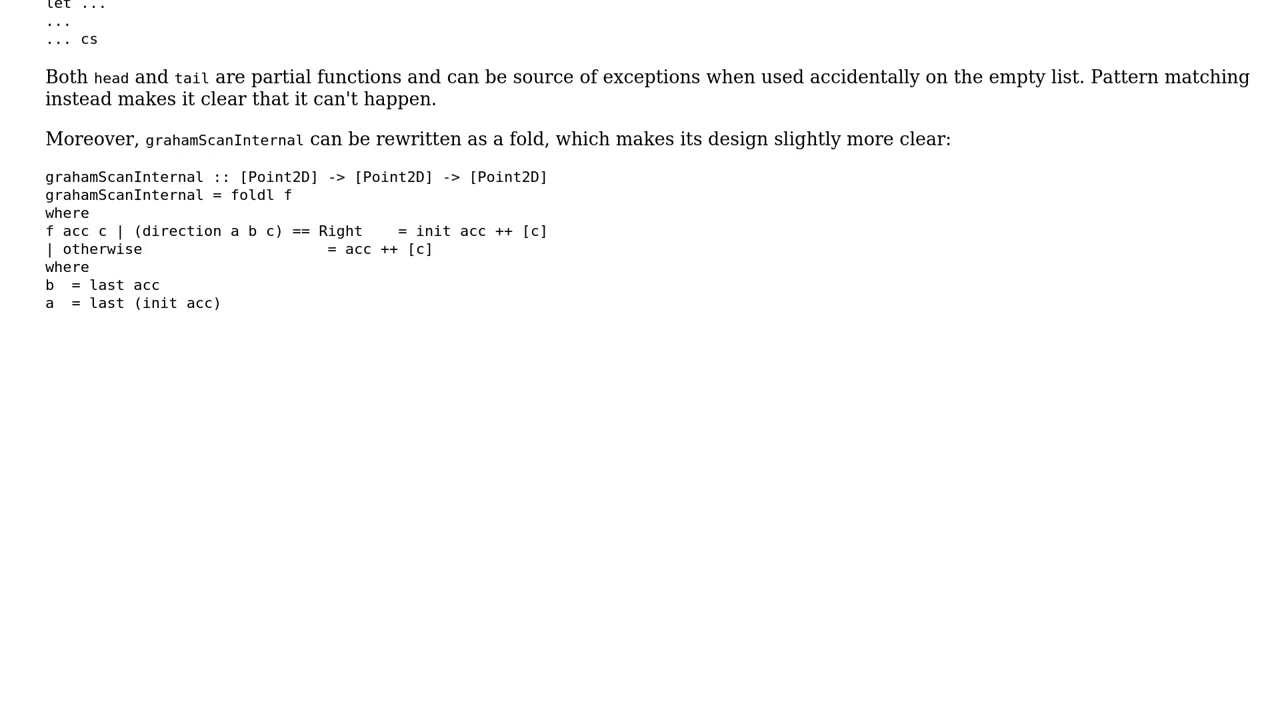 let ...
...
... cs
Both head and tail are partial functions and can be source of exceptions when used accidentally on the empty list. Pattern matching
instead makes it clear that it can't happen.
Moreover, grahamScanInternal can be rewritten as a fold, which makes its design slightly more clear:
grahamScanInternal :: [Point2D] -> [Point2D] -> [Point2D]
grahamScanInternal = foldl f
where
f acc c | (direction a b c) == Right    = init acc ++ [c]
| otherwise                     = acc ++ [c]
where
b  = last acc
a  = last (init acc)